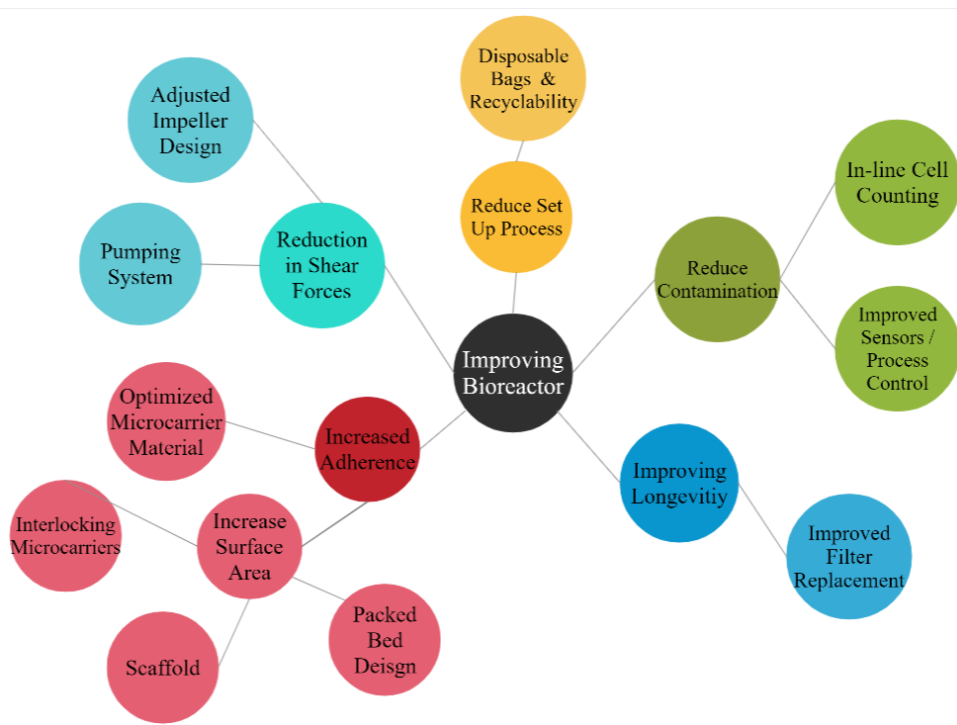 Disposable
Bags &
Recyclability
Adjusted
Impeller
Design
In-line Cell
Counting
Reduce Set
Up Process
Pumping
System
Reduction
in Shear
Forces
Reduce
Contamination
Improved
Sensors /
Process
Control
Improving
Bioreactor
Optimized
Microcarrier
Material
Increased
Adherence
Improving
Longevitiy
Interlocking
Microcarriers
Increase
Surface
Area
Improved
Filter
Replacement
Scaffold
Packed
Bed
Deisgn